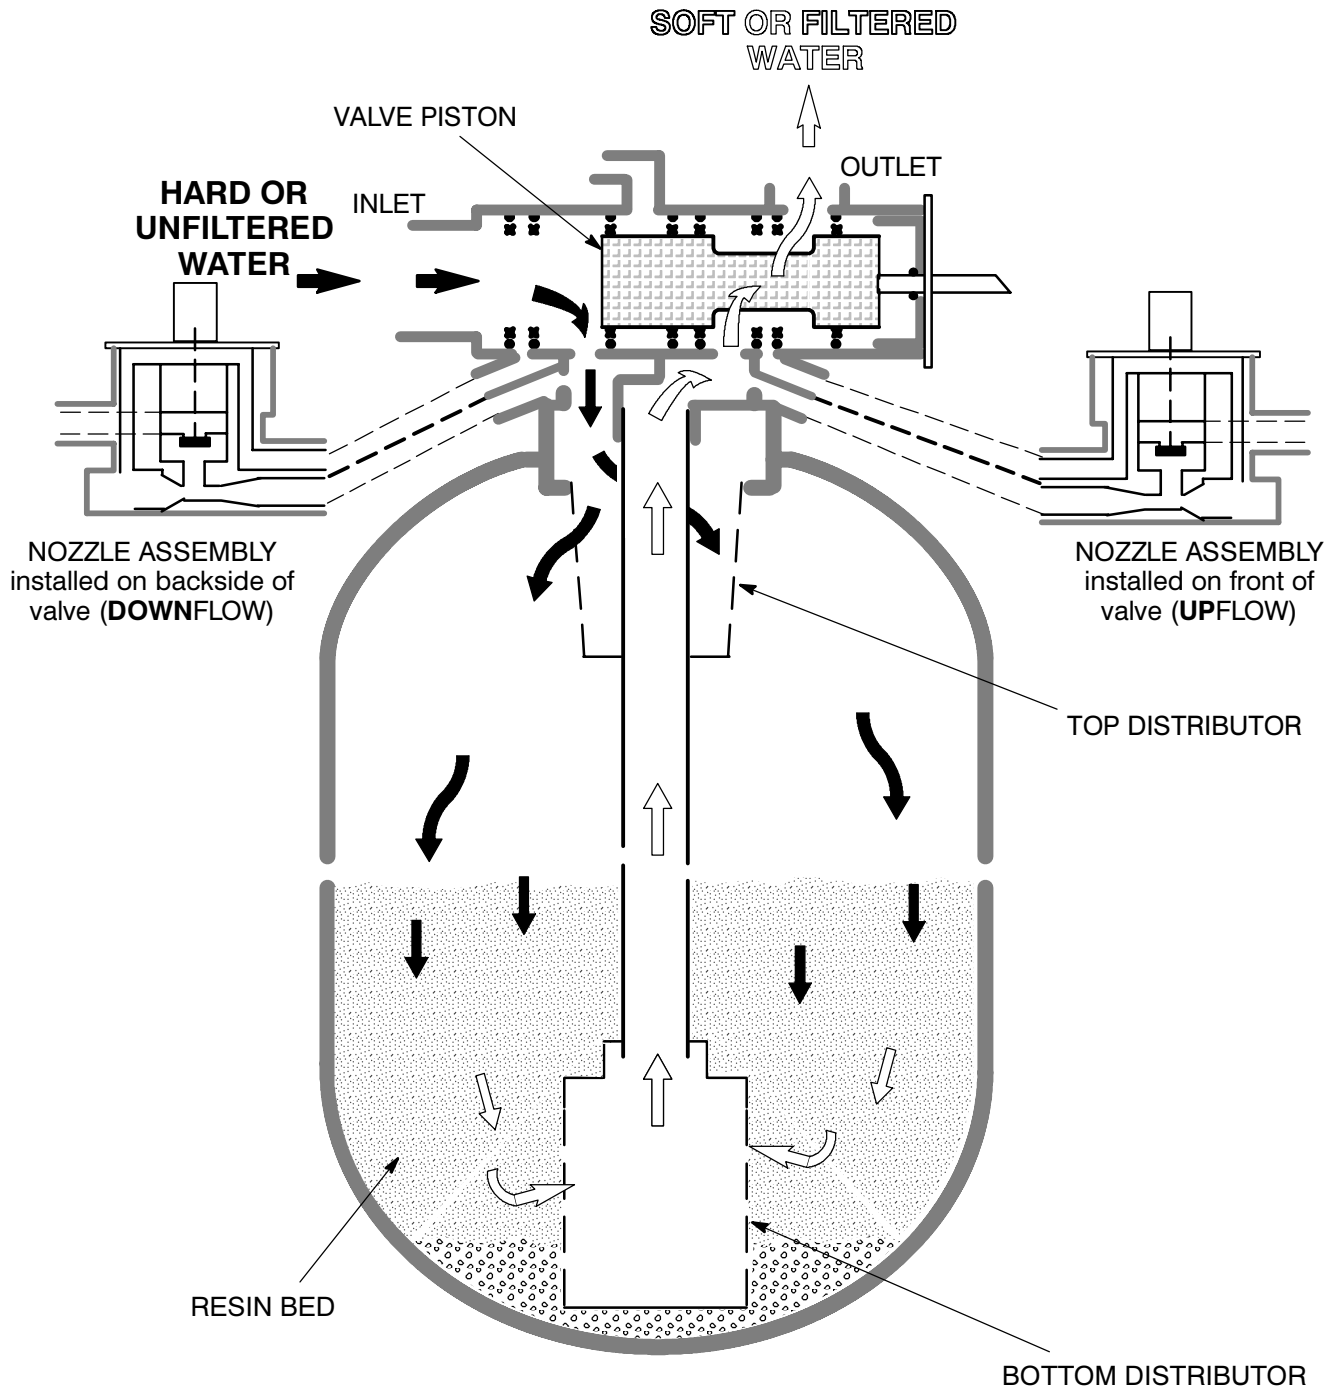 SOFT OR FILTERED
WATER
VALVE PISTON
OUTLET
HARD OR
UNFILTERED
WATER
INLET
NOZZLE ASSEMBLY
installed on backside of
valve (DOWNFLOW)
NOZZLE ASSEMBLY
installed on front of
valve (UPFLOW)
TOP DISTRIBUTOR
RESIN BED
BOTTOM DISTRIBUTOR